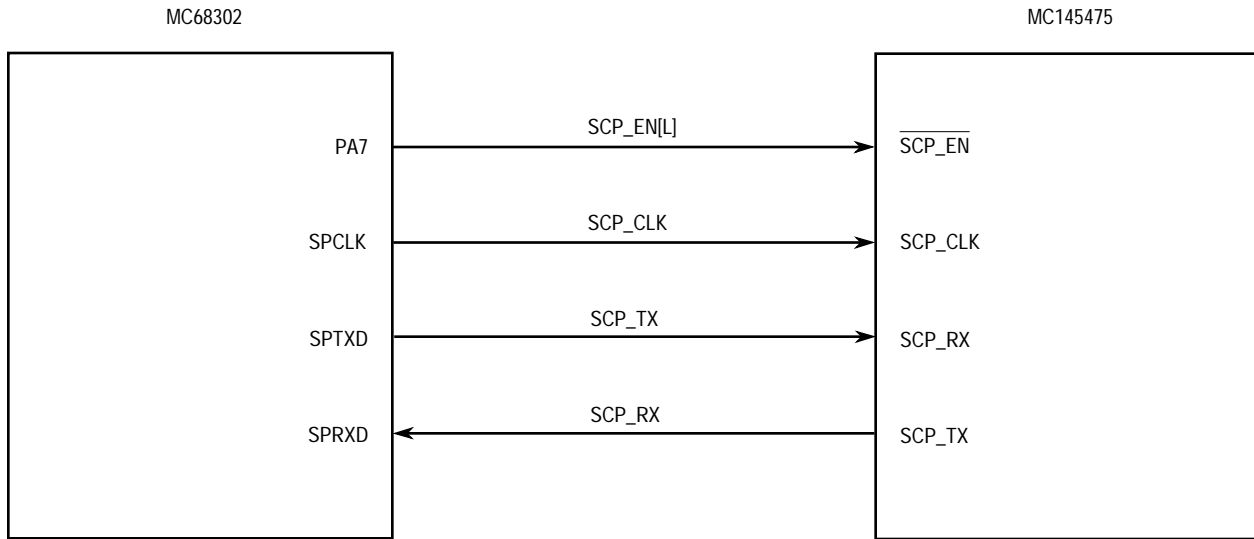 MC68302 MC145475
PA7 SCP_EN[L] SCP_EN
SPCLK SCP_CLK SCP_CLK
SPTXD SCP_TX SCP_RX
SPRXD SCP_RX SCP_TX